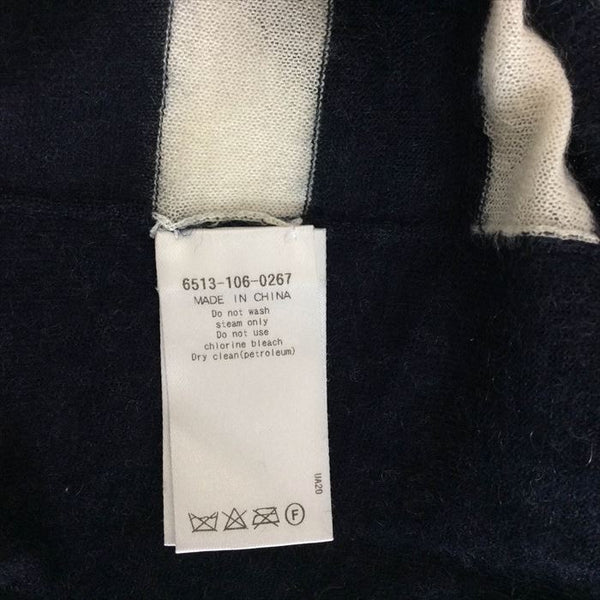 6513-106-0267
MADE IN CHINA
Do not wash
steam only
Do not use
chlorine bleach
Dry clean(petroleum)
UA20
F